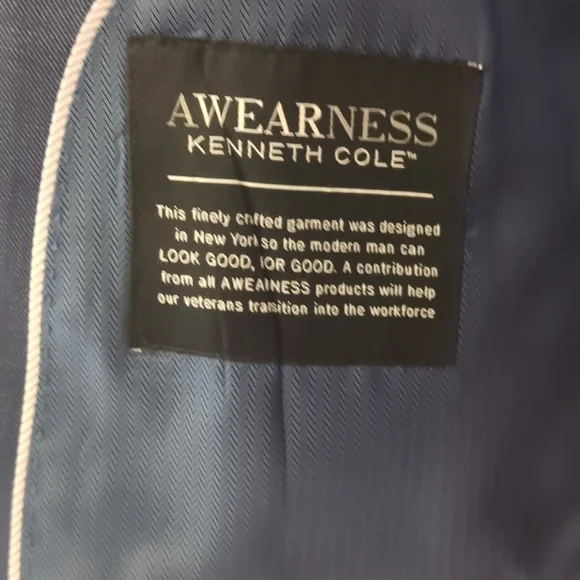 AWEARNESS
KENNETH COLE™
This finely crafted garment was designed
in New York so the modern man can
LOOK GOOD, FOR GOOD. A contribution
from all AWEARNESS products will help
our veterans transition into the workforce